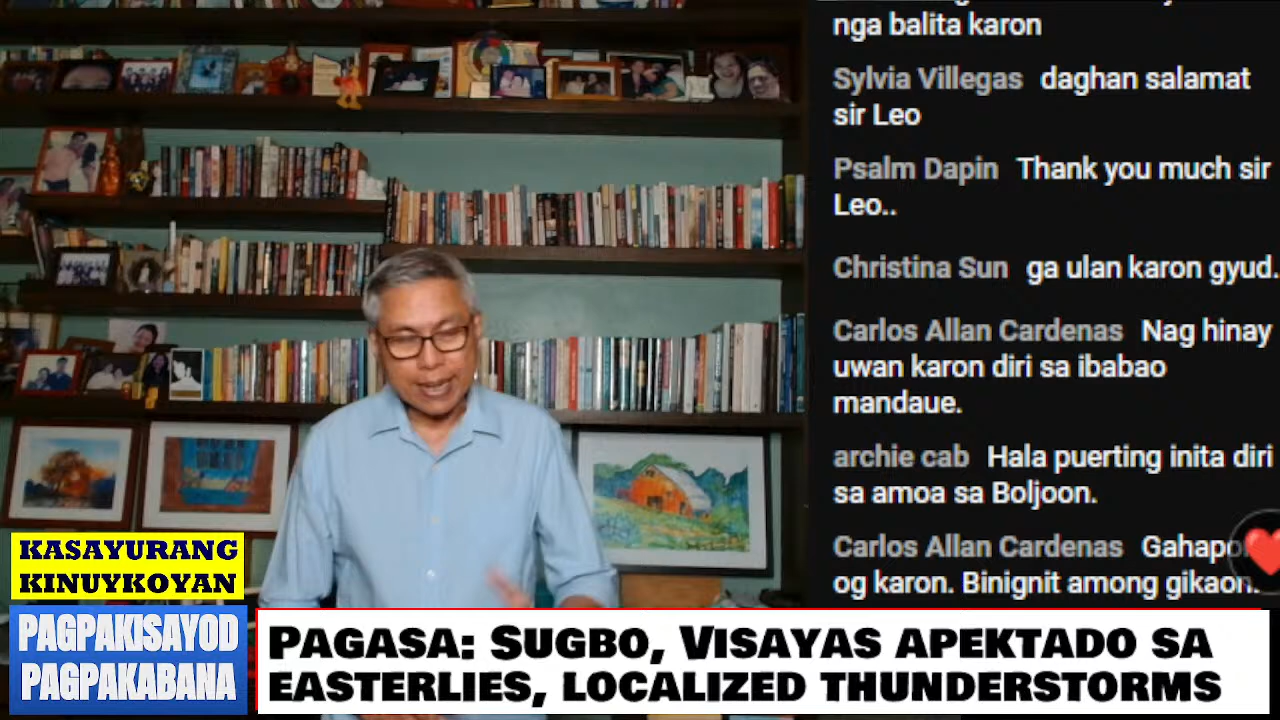 nga balita karon
Sylvia Villegas daghan salamat
sir Leo
Psalm Dapin Thank you much sir
Leo..
Christina Sun ga ulan karon gyud.
Carlos Allan Cardenas Nag hinay
uwan karon diri sa ibabao
mandaue.
archie cab Hala puerting inita diri
sa amoa sa Boljoon.
Carlos Allan Cardenas
og karon. Binignit among gikaon.
KASAYURANG
KINUYKOYAN
PAGPAKISAYOD
PAGPAKABANA
PAGASA: SUGBO, VISAYAS APEKTADO SA
EASTERLIES, LOCALIZED THUNDERSTORMS